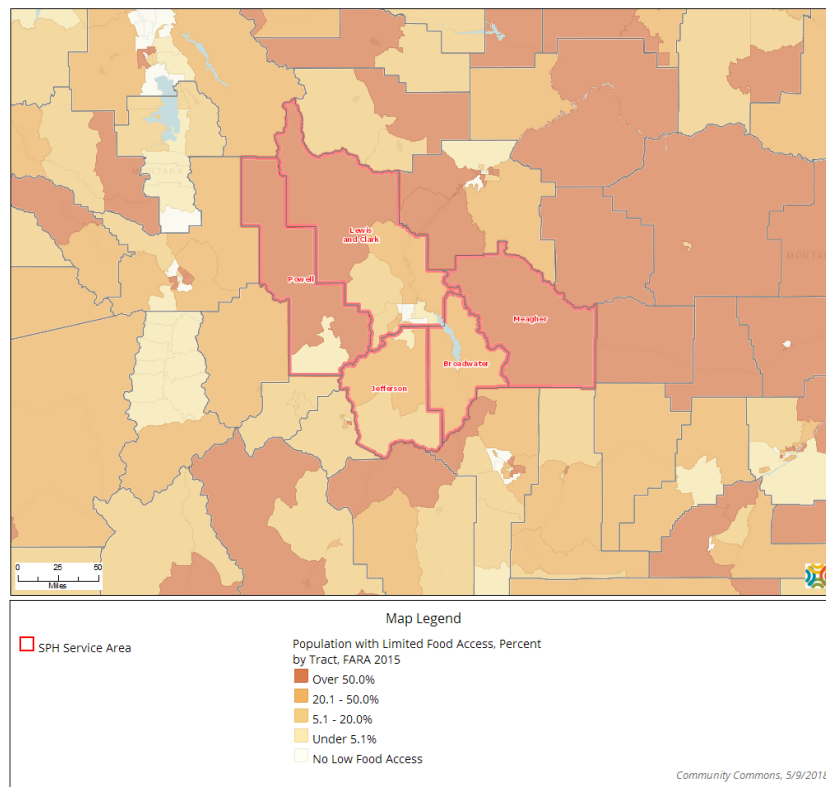 MONTANA
Lewis
and Clark
Powell
Meagher
Broadwater
Jefferson
0 25 50
Miles
Map Legend
SPH Service Area
Population with Limited Food Access, Percent
by Tract, FARA 2015
Over 50.0%
20.1 - 50.0%
5.1 - 20.0%
Under 5.1%
No Low Food Access
Community Commons, 5/9/2018